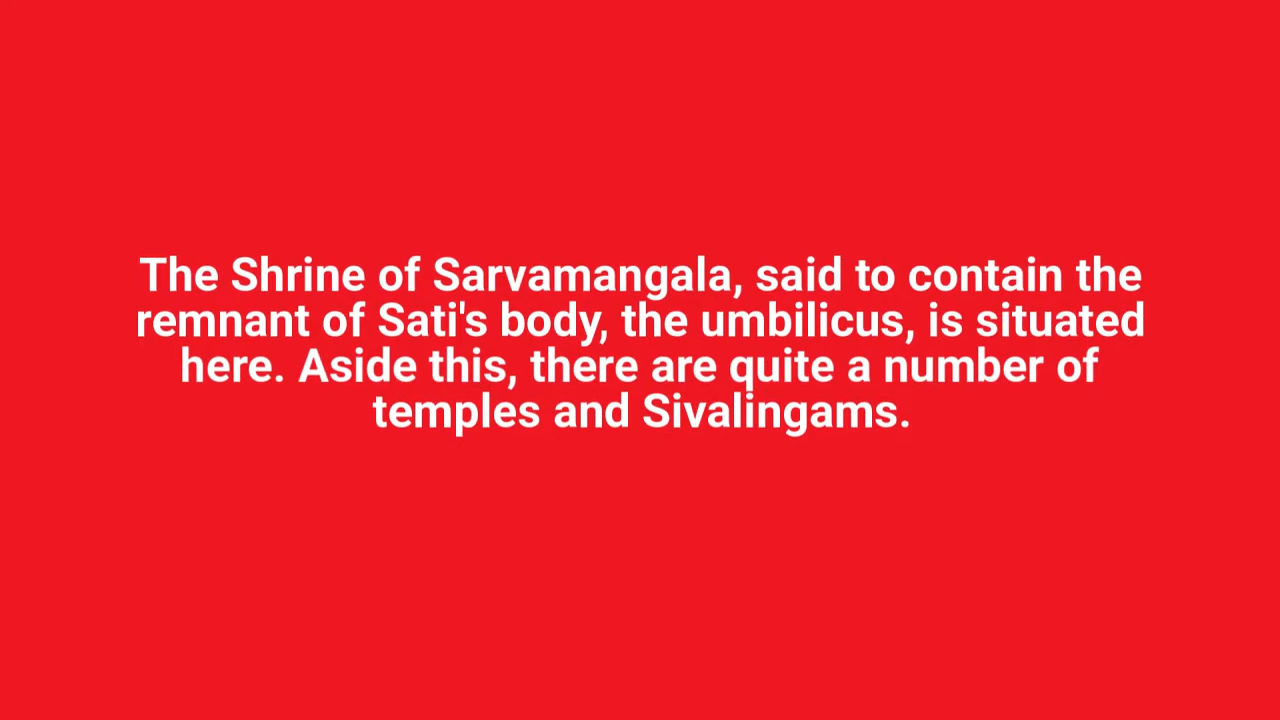 The Shrine of Sarvamangala, said to contain the
remnant of Sati's body, the umbilicus, is situated
here. Aside this, there are quite a number of
temples and Sivalingams.